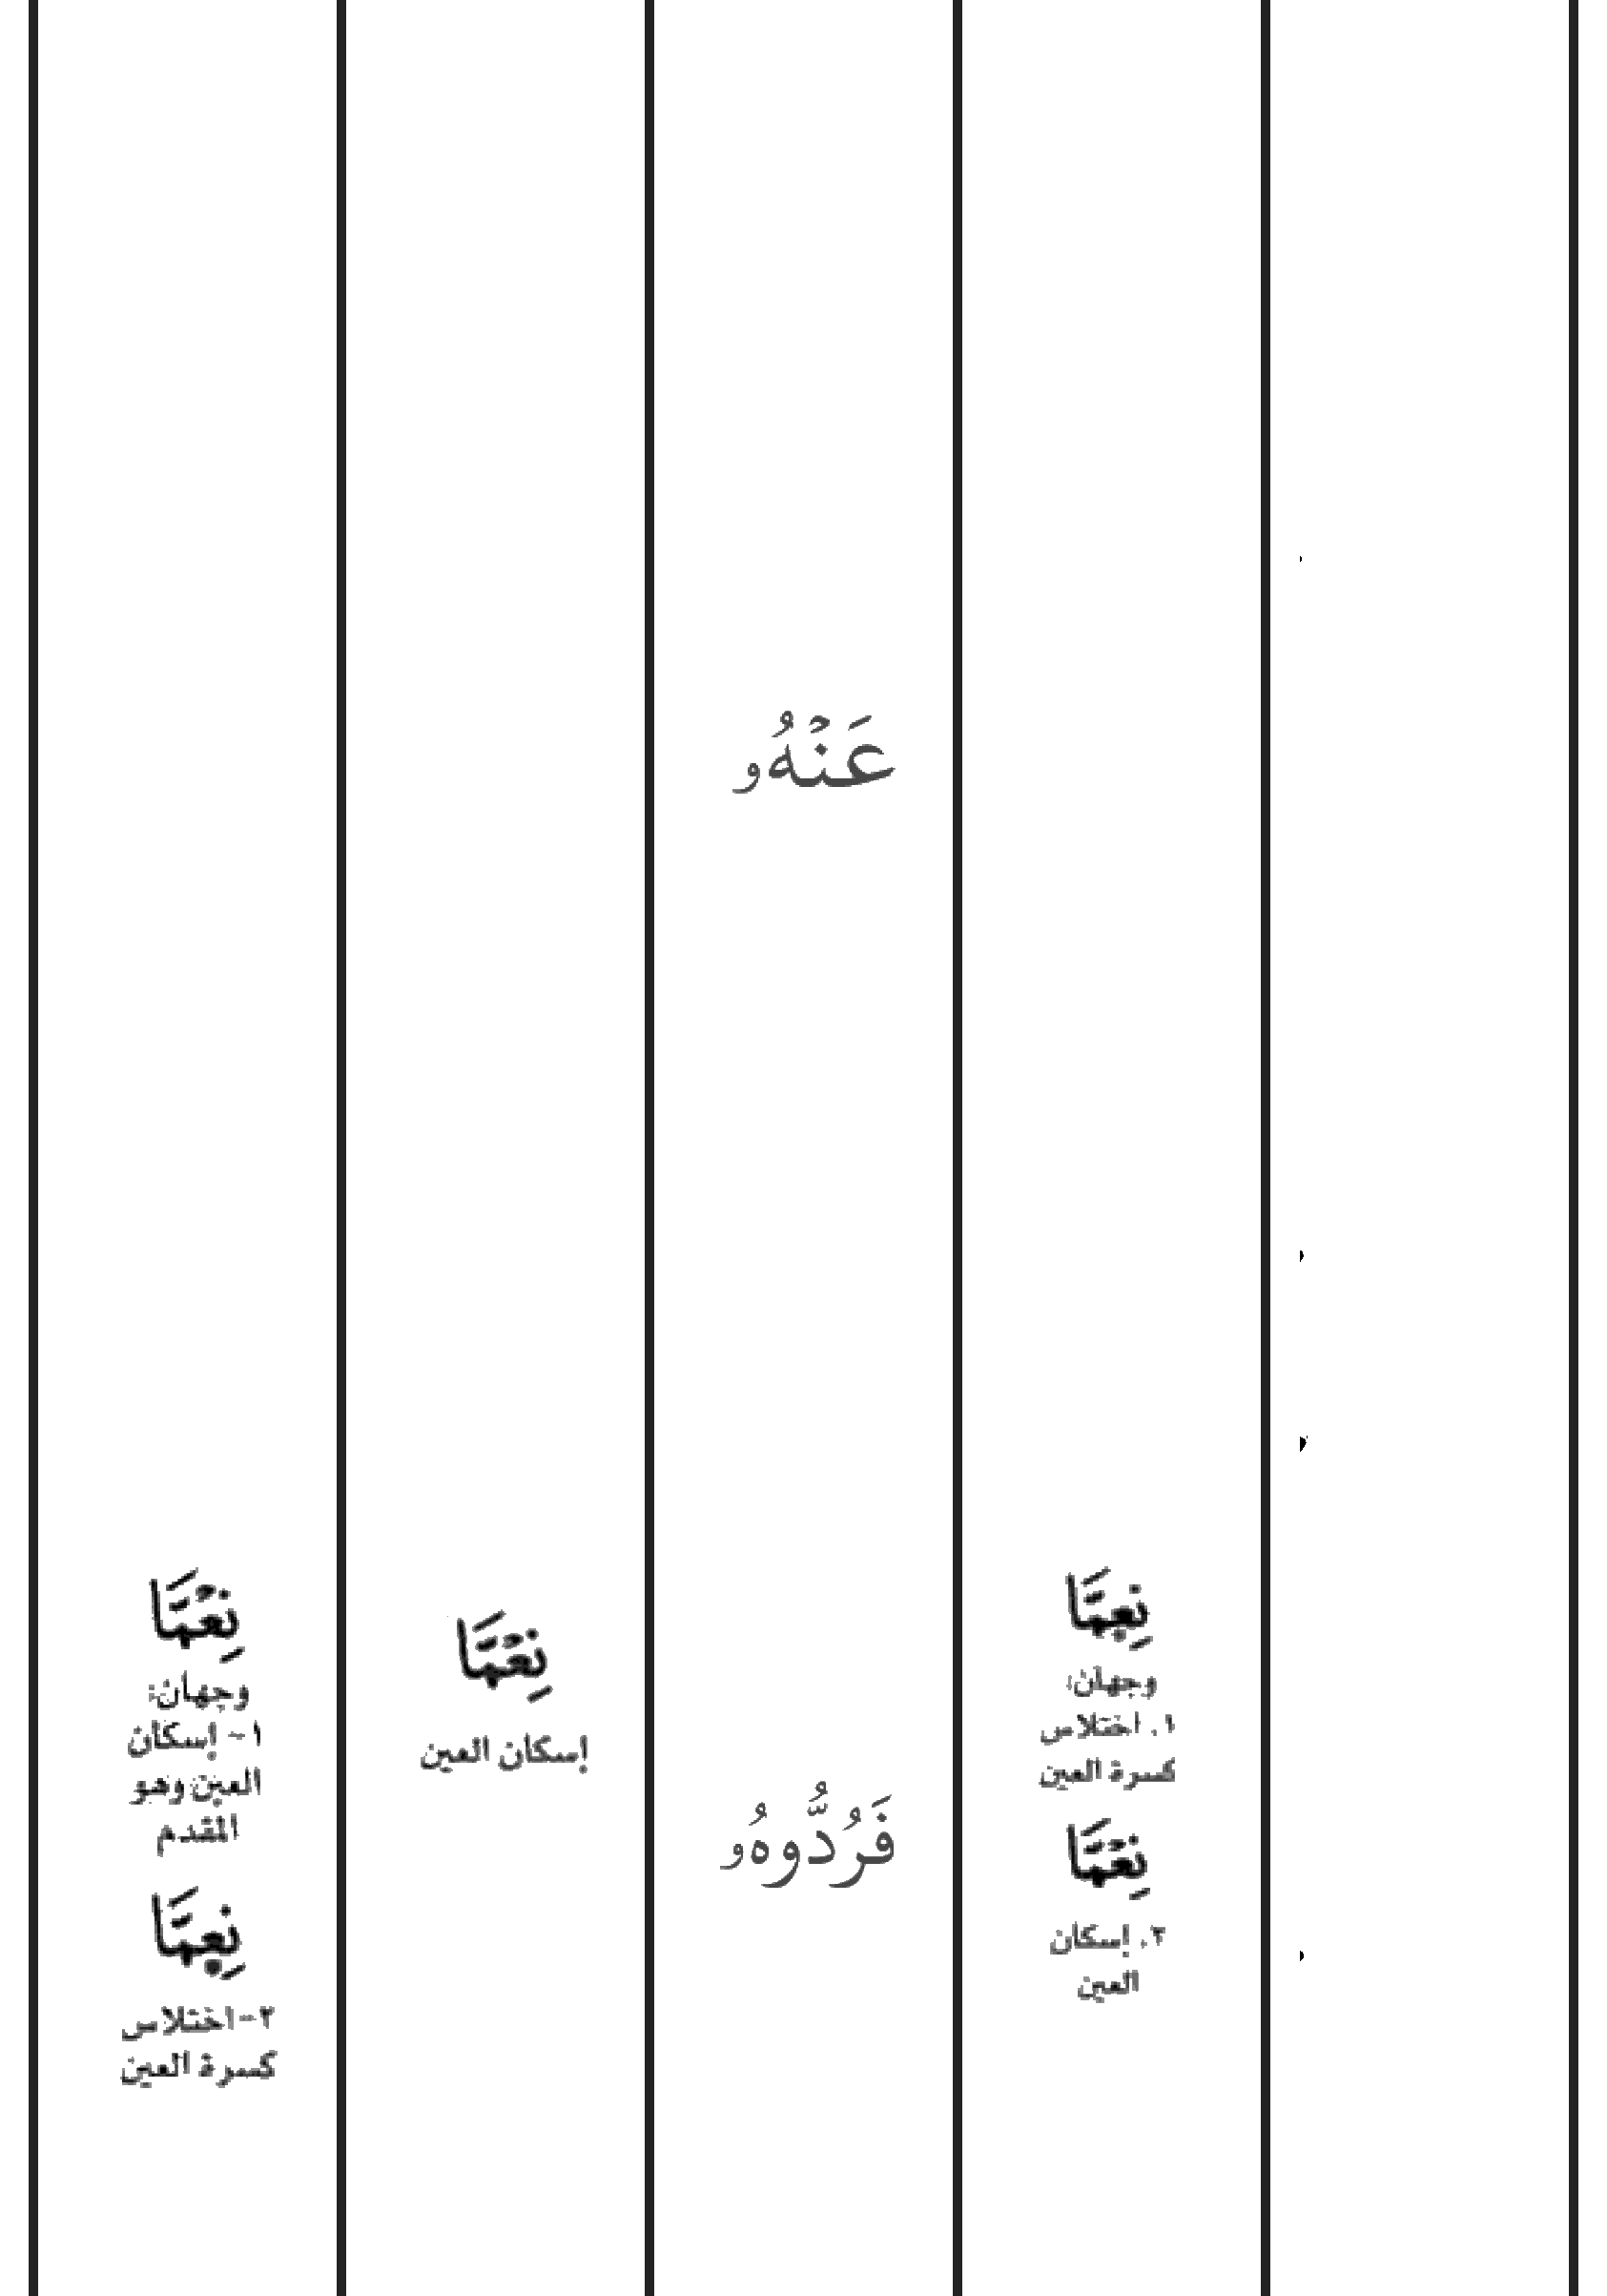 عَنۡهُۥ
نِعِمَّا
وجهان:
١. اختلاس
كسرة العين
نِعۡمَّا
٢. إسكان
العين
فَرُدُّوهُۥ
نِعۡمَّا
إسكان العين
نِعۡمَّا
وجهان:
١- إسكان
العين وهو
المقدم
نِعِمَّا
٢- اختلاس
كسرة العين